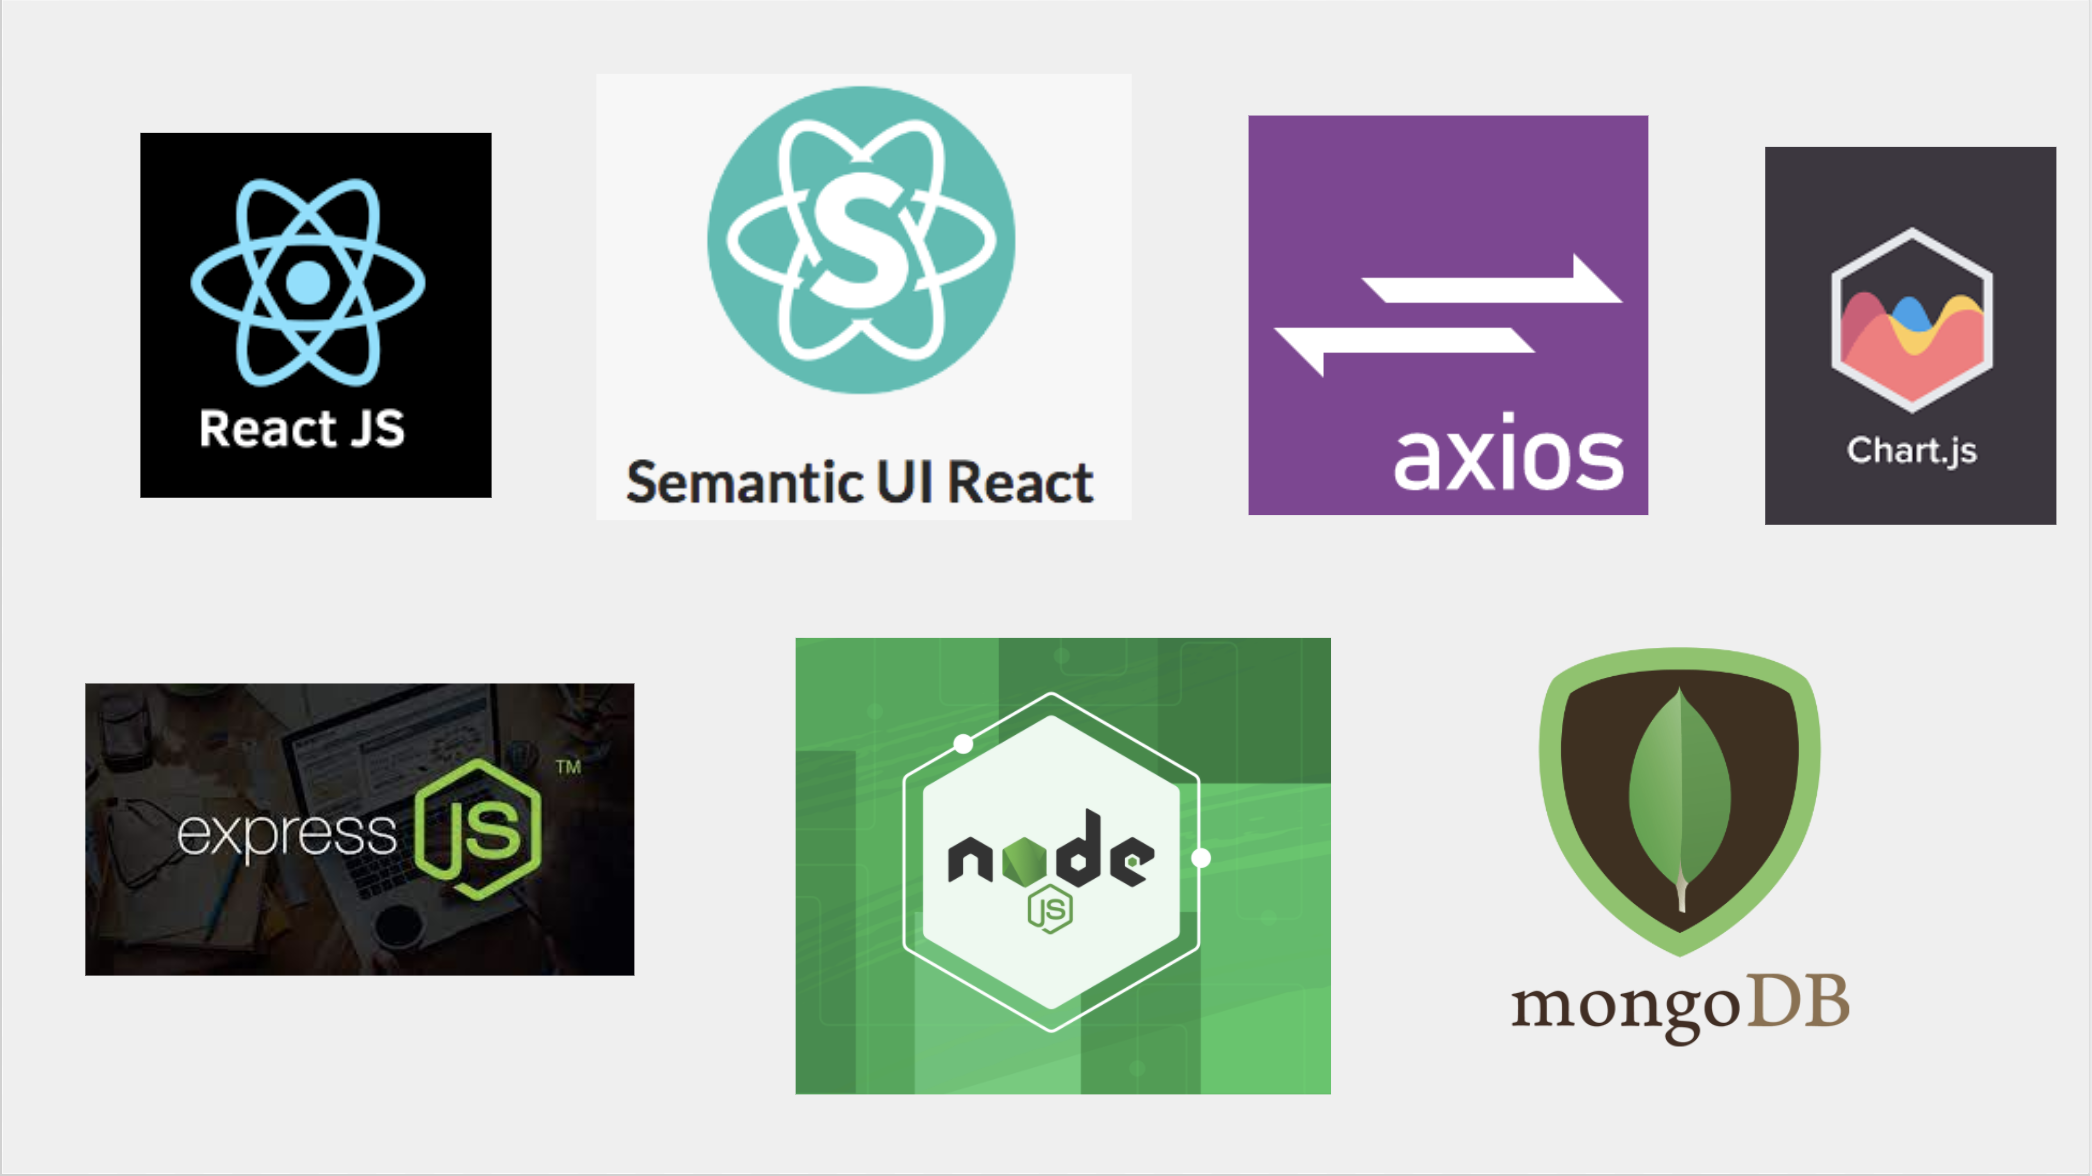 React JS
Semantic UI React
axios
Chart.js
express JS TM
node
JS
mongoDB